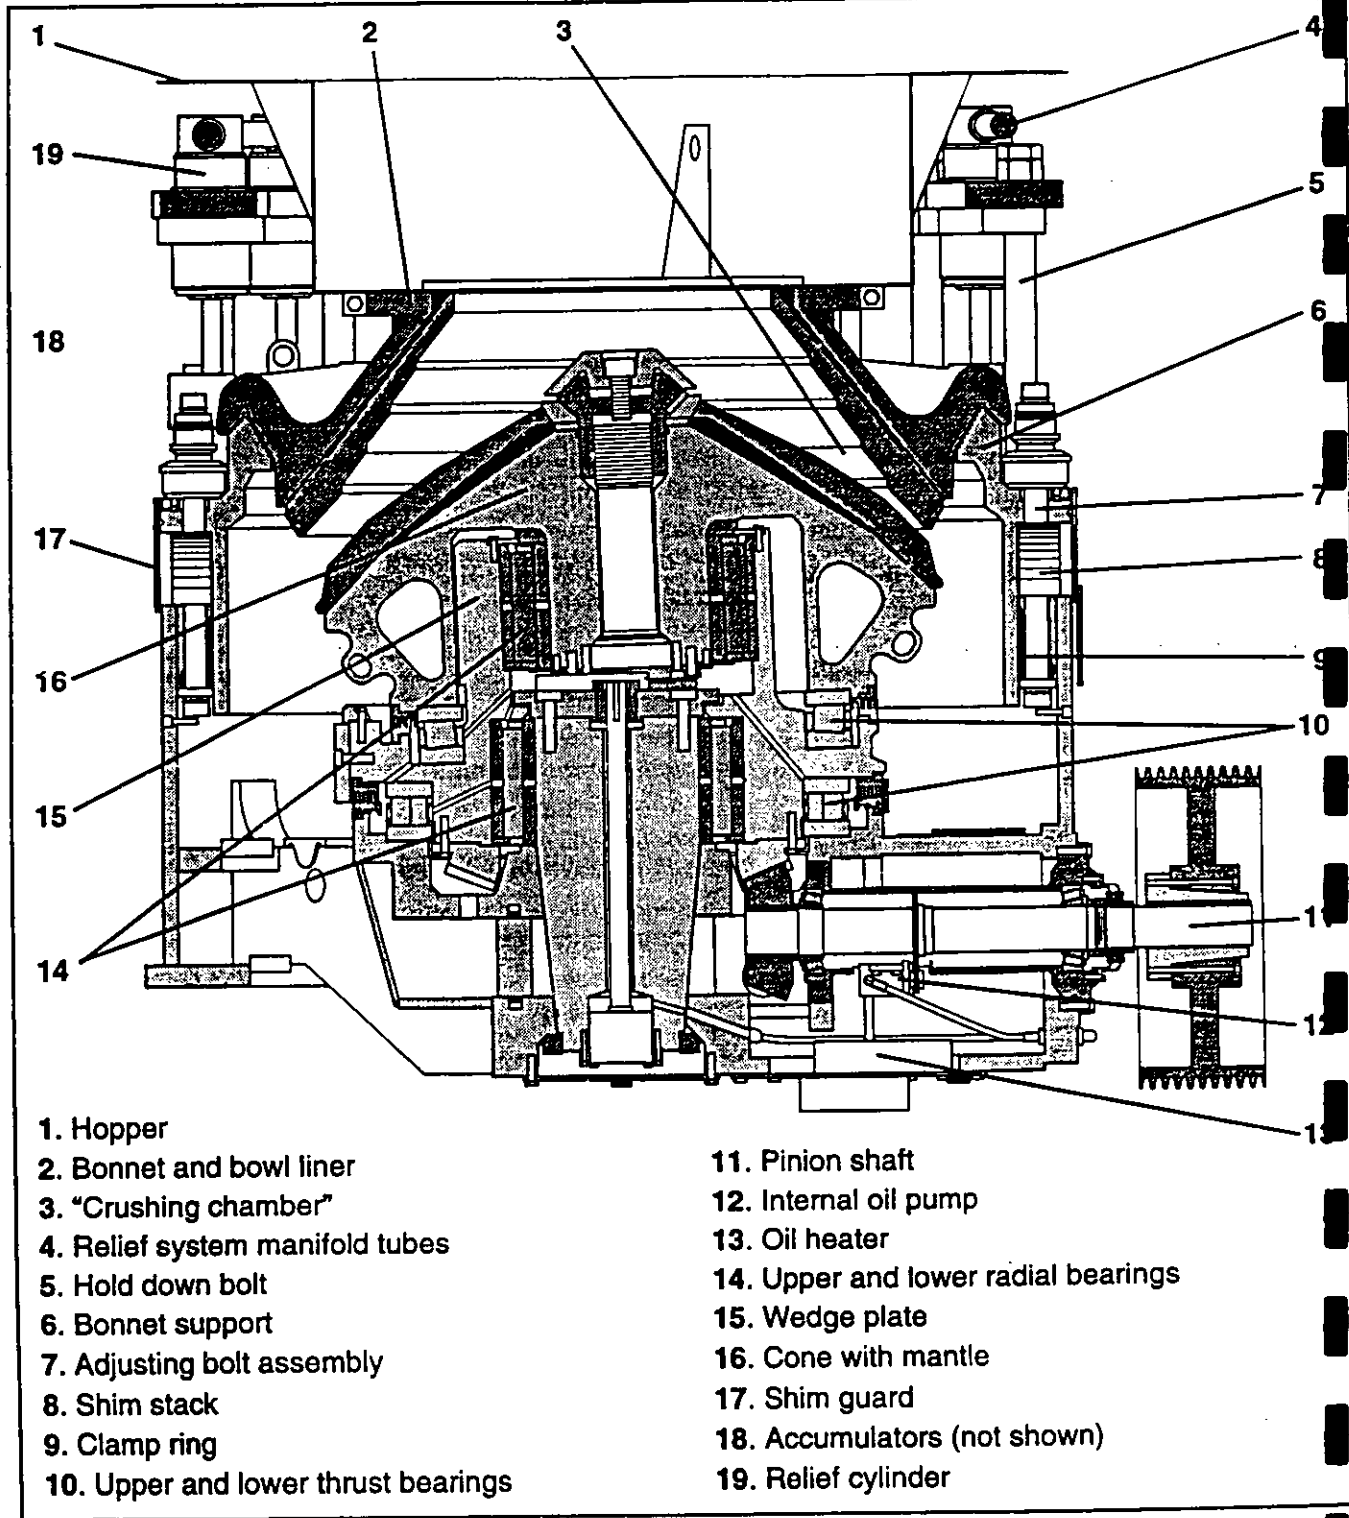 1 2 3 4
19
5
18
6
7
17
8
16
9
10
15
11
14
12
13
1. Hopper
2. Bonnet and bowl liner
3. “Crushing chamber”
4. Relief system manifold tubes
5. Hold down bolt
6. Bonnet support
7. Adjusting bolt assembly
8. Shim stack
9. Clamp ring
10. Upper and lower thrust bearings
11. Pinion shaft
12. Internal oil pump
13. Oil heater
14. Upper and lower radial bearings
15. Wedge plate
16. Cone with mantle
17. Shim guard
18. Accumulators (not shown)
19. Relief cylinder